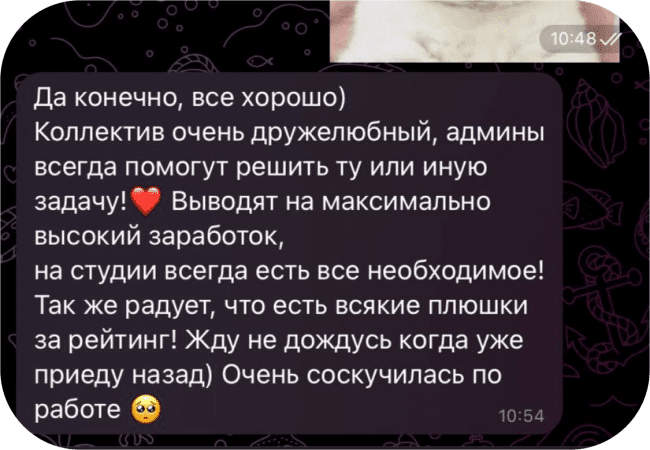 10:48
Да конечно, все хорошо)
Коллектив очень дружелюбный, админы
всегда помогут решить ту или иную
задачу!❤️ Выводят на максимально
высокий заработок,
на студии всегда есть все необходимое!
Так же радует, что есть всякие плюшки
за рейтинг! Жду не дождусь когда уже
приеду назад) Очень соскучилась по
работе 🥺
10:54